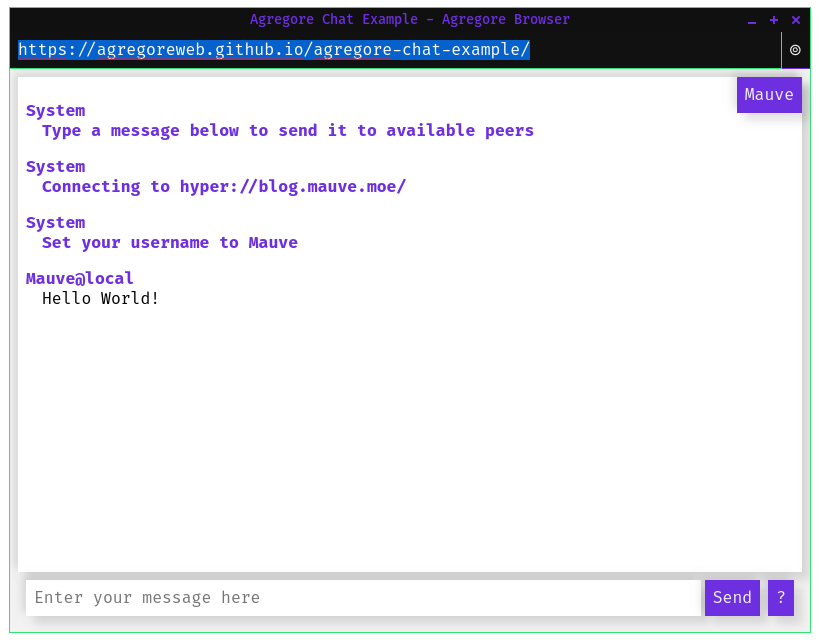 Agregore Chat Example - Agregore Browser
https://agregoreweb.github.io/agregore-chat-example/
Mauve
System
Type a message below to send it to available peers
System
Connecting to hyper://blog.mauve.moe/
System
Set your username to Mauve
Mauve@local
Hello World!
Enter your message here
Send
?